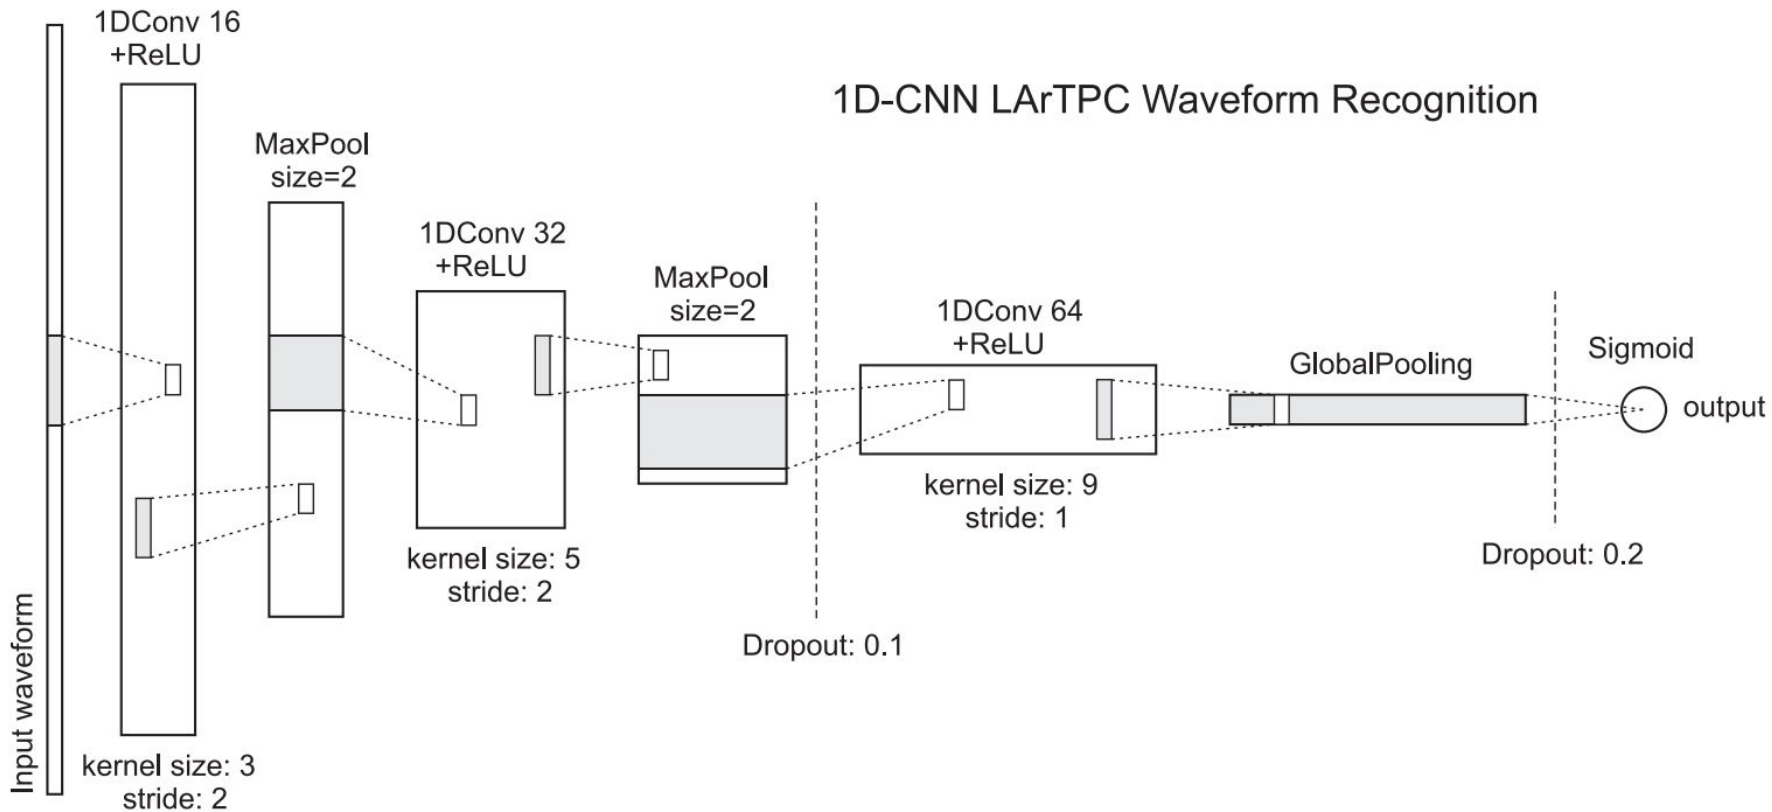 1D-CNN LArTPC Waveform Recognition
Input waveform
1DConv 16
+ReLU
kernel size: 3
stride: 2
MaxPool
size=2
1DConv 32
+ReLU
kernel size: 5
stride: 2
MaxPool
size=2
Dropout: 0.1
1DConv 64
+ReLU
kernel size: 9
stride: 1
GlobalPooling
Dropout: 0.2
Sigmoid
output